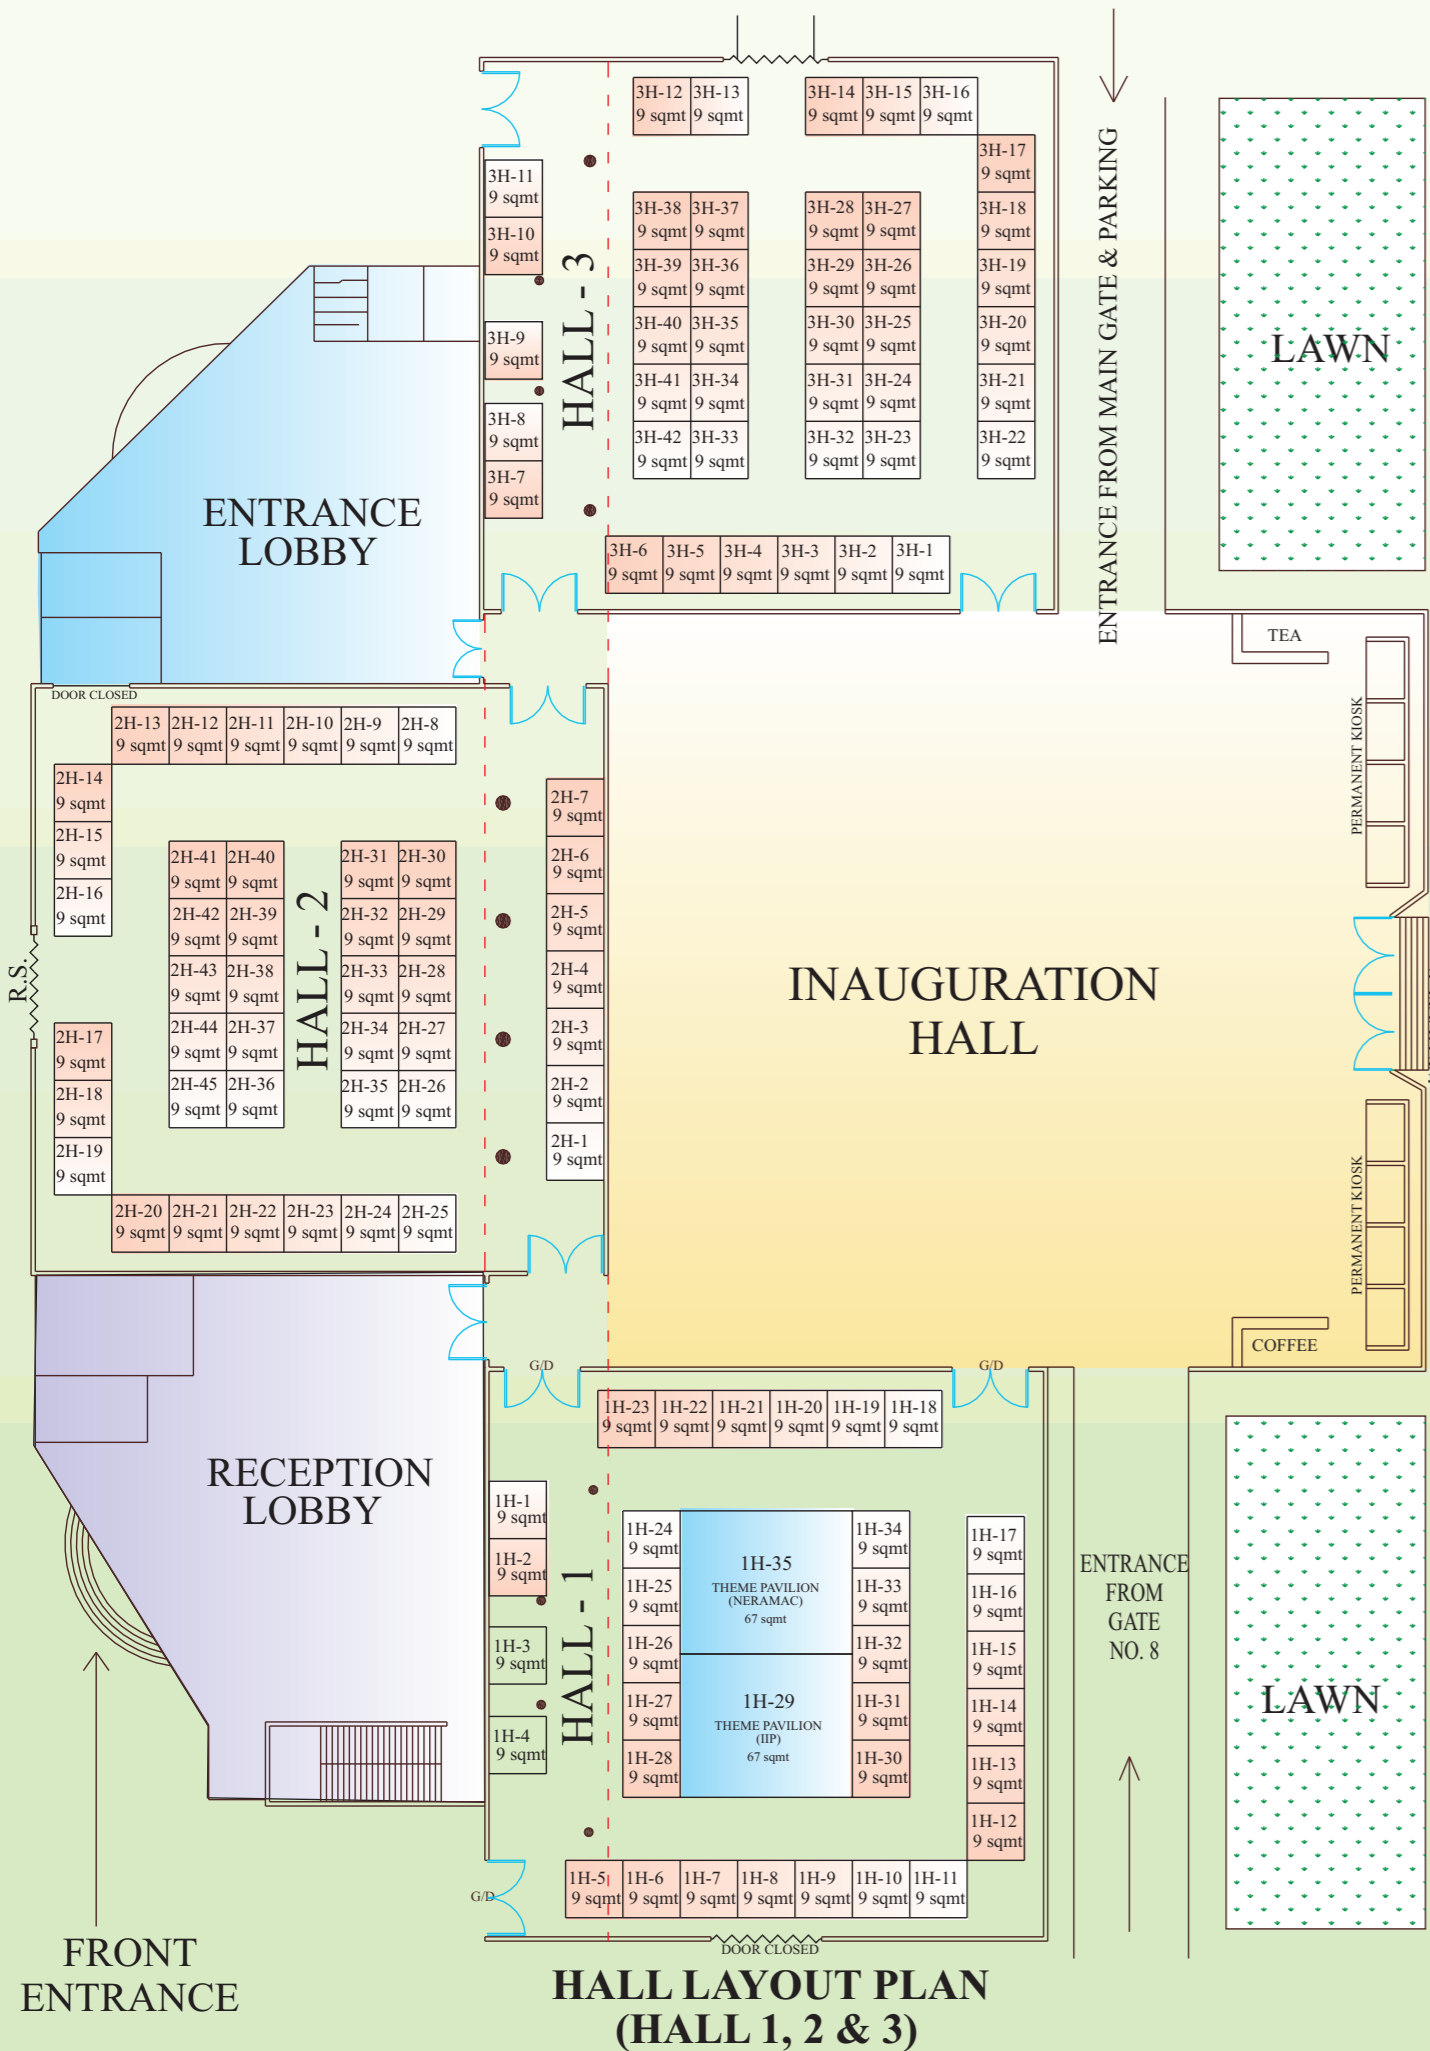 3H-12 3H-13 3H-14 3H-15 3H-16
9 sqmt 9 sqmt 9 sqmt 9 sqmt 9 sqmt
3H-17
9 sqmt
3H-11
9 sqmt
3H-10
9 sqmt
3H-9
9 sqmt
3H-8
9 sqmt
3H-7
9 sqmt
HALL - 3
3H-38 3H-37 3H-28 3H-27 3H-18
9 sqmt 9 sqmt 9 sqmt 9 sqmt 9 sqmt
3H-39 3H-36 3H-29 3H-26 3H-19
9 sqmt 9 sqmt 9 sqmt 9 sqmt 9 sqmt
3H-40 3H-35 3H-30 3H-25 3H-20
9 sqmt 9 sqmt 9 sqmt 9 sqmt 9 sqmt
3H-41 3H-34 3H-31 3H-24 3H-21
9 sqmt 9 sqmt 9 sqmt 9 sqmt 9 sqmt
3H-42 3H-33 3H-32 3H-23 3H-22
9 sqmt 9 sqmt 9 sqmt 9 sqmt 9 sqmt
3H-6 3H-5 3H-4 3H-3 3H-2 3H-1
9 sqmt 9 sqmt 9 sqmt 9 sqmt 9 sqmt 9 sqmt
ENTRANCE FROM MAIN GATE & PARKING
LAWN
ENTRANCE
LOBBY
DOOR CLOSED
TEA
PERMANENT KIOSK
2H-13 2H-12 2H-11 2H-10 2H-9 2H-8
9 sqmt 9 sqmt 9 sqmt 9 sqmt 9 sqmt 9 sqmt
2H-14
9 sqmt
2H-15
9 sqmt
2H-16
9 sqmt
R.S.
2H-17
9 sqmt
2H-18
9 sqmt
2H-19
9 sqmt
2H-41 2H-40 2H-31 2H-30
9 sqmt 9 sqmt 9 sqmt 9 sqmt
2H-42 2H-39 2H-32 2H-29
9 sqmt 9 sqmt 9 sqmt 9 sqmt
2H-43 2H-38 2H-33 2H-28
9 sqmt 9 sqmt 9 sqmt 9 sqmt
2H-44 2H-37 2H-34 2H-27
9 sqmt 9 sqmt 9 sqmt 9 sqmt
2H-45 2H-36 2H-35 2H-26
9 sqmt 9 sqmt 9 sqmt 9 sqmt
HALL - 2
2H-7
9 sqmt
2H-6
9 sqmt
2H-5
9 sqmt
2H-4
9 sqmt
2H-3
9 sqmt
2H-2
9 sqmt
2H-1
9 sqmt
2H-20 2H-21 2H-22 2H-23 2H-24 2H-25
9 sqmt 9 sqmt 9 sqmt 9 sqmt 9 sqmt 9 sqmt
INAUGURATION
HALL
PERMANENT KIOSK
COFFEE
G/D G/D
RECEPTION
LOBBY
1H-23 1H-22 1H-21 1H-20 1H-19 1H-18
9 sqmt 9 sqmt 9 sqmt 9 sqmt 9 sqmt 9 sqmt
1H-1
9 sqmt
1H-2
9 sqmt
1H-3
9 sqmt
1H-4
9 sqmt
HALL - 1
1H-24
9 sqmt
1H-25
9 sqmt
1H-26
9 sqmt
1H-27
9 sqmt
1H-28
9 sqmt
1H-35
THEME PAVILION
(NERAMAC)
67 sqmt
1H-29
THEME PAVILION
(IIP)
67 sqmt
1H-34
9 sqmt
1H-33
9 sqmt
1H-32
9 sqmt
1H-31
9 sqmt
1H-30
9 sqmt
1H-17
9 sqmt
1H-16
9 sqmt
1H-15
9 sqmt
1H-14
9 sqmt
1H-13
9 sqmt
1H-12
9 sqmt
1H-5 1H-6 1H-7 1H-8 1H-9 1H-10 1H-11
9 sqmt 9 sqmt 9 sqmt 9 sqmt 9 sqmt 9 sqmt 9 sqmt
G/D
DOOR CLOSED
ENTRANCE
FROM
GATE
NO. 8
LAWN
FRONT
ENTRANCE
HALL LAYOUT PLAN
(HALL 1, 2 & 3)